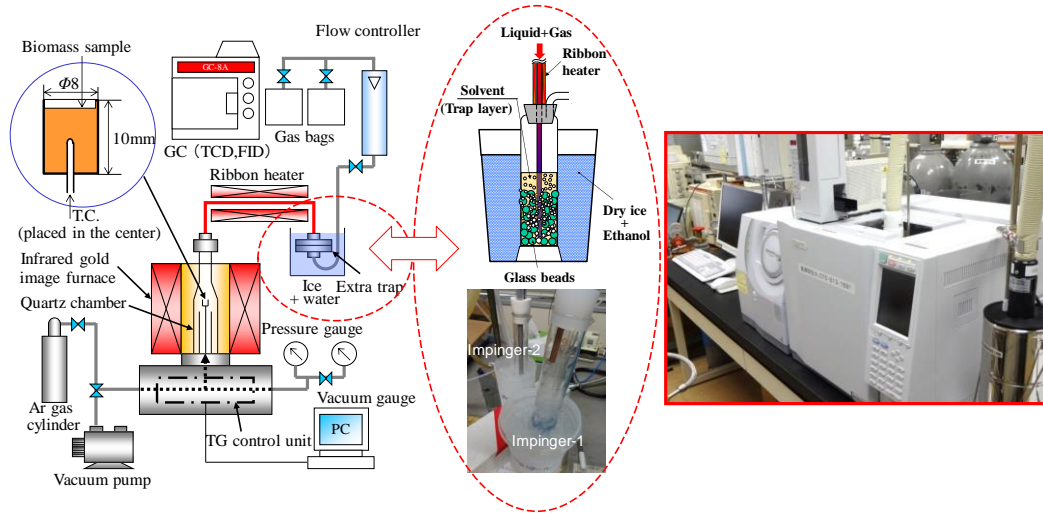 Biomass sample
Φ8
10mm
T.C.
(placed in the center)
GC-8A
GC (TCD,FID)
Gas bags
Flow controller
Ribbon heater
Infrared gold
image furnace
Quartz chamber
Ice
+ water
Extra trap
Pressure gauge
Ar gas
cylinder
Vacuum pump
TG control unit
Vacuum gauge
PC
Liquid+Gas
Ribbon
heater
Solvent
(Trap layer)
Dry ice
+
Ethanol
Glass beads
Impinger-2
Impinger-1